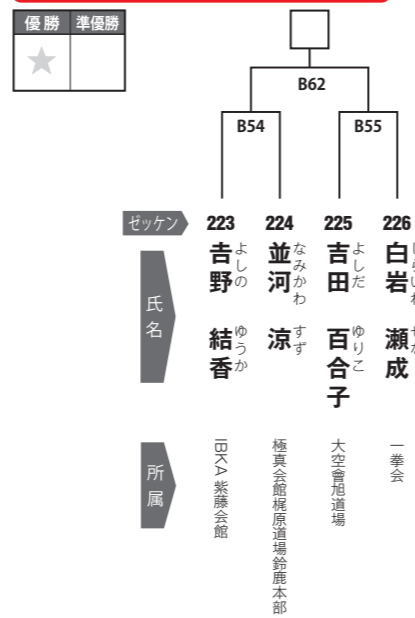 優勝 準優勝
B62
B54 B55
ゼッケン 223 224 225 226
氏名
吉野 結香
よしの ゆうか
並河 涼
なみかわ すず
吉田 百合子
よしだ ゆりこ
白岩 瀬成
所属
IBKA 紫藤会館
極真会館梶原道場鈴鹿本部
大空會旭道場
一拳会